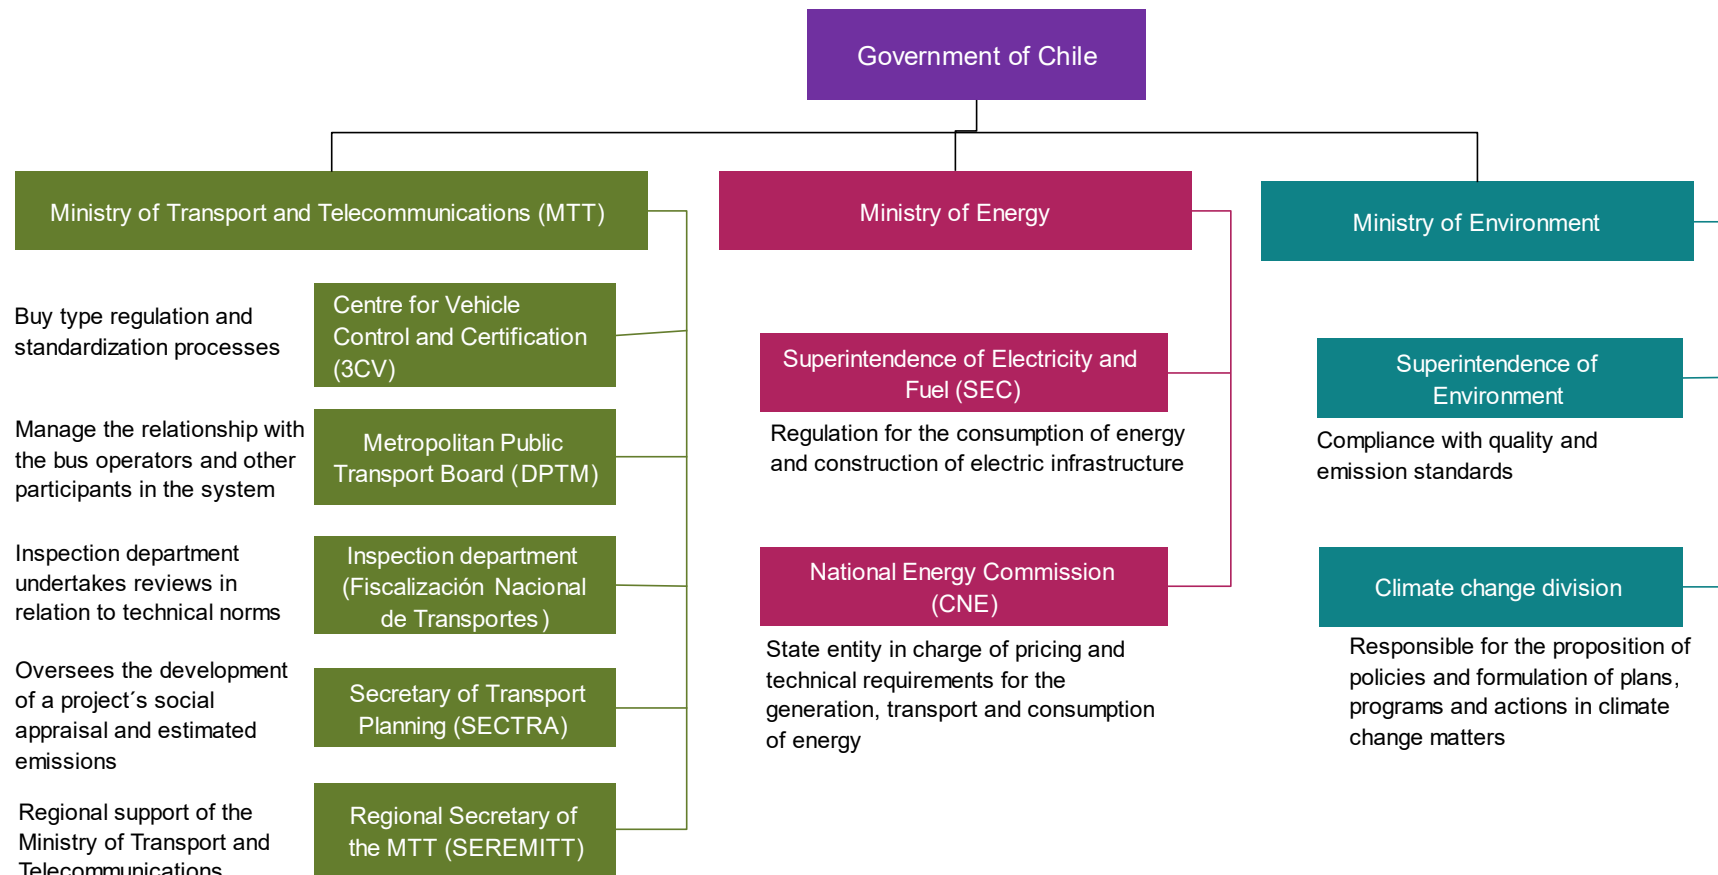 Government of Chile
Ministry of Transport and Telecommunications (MTT)
Buy type regulation and
standardization processes
Centre for Vehicle
Control and Certification
(3CV)
Manage the relationship with
the bus operators and other
participants in the system
Metropolitan Public
Transport Board (DPTM)
Inspection department
undertakes reviews in
relation to technical norms
Inspection department
(Fiscalización Nacional
de Transportes)
Oversees the development
of a project´s social
appraisal and estimated
emissions
Secretary of Transport
Planning (SECTRA)
Regional support of the
Ministry of Transport and
Telecommunications
Regional Secretary of
the MTT (SEREMITT)
Ministry of Energy
Superintendence of Electricity and
Fuel (SEC)
Regulation for the consumption of energy
and construction of electric infrastructure
National Energy Commission
(CNE)
State entity in charge of pricing and
technical requirements for the
generation, transport and consumption
of energy
Ministry of Environment
Superintendence of
Environment
Compliance with quality and
emission standards
Climate change division
Responsible for the proposition of
policies and formulation of plans,
programs and actions in climate
change matters